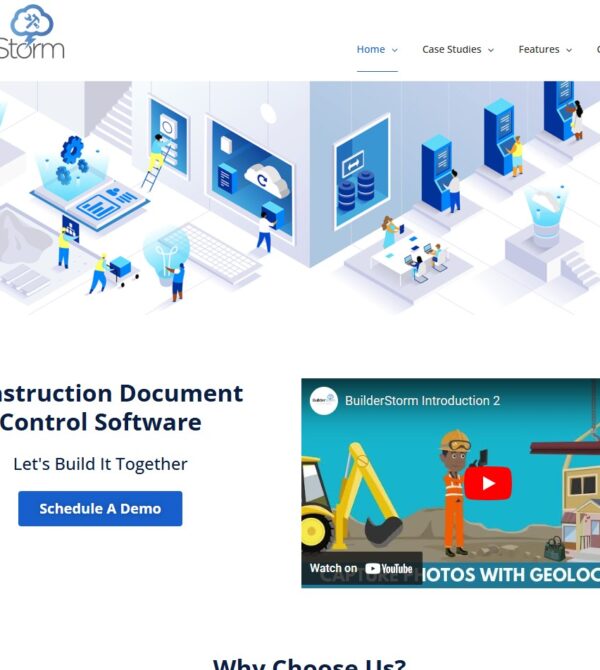 Storm
Home
Case Studies
Features
nstruction Document
Control Software
Let's Build It Together
Schedule A Demo
BuilderStorm Introduction 2
Watch on YouTube
CAPTURE PHOTOS WITH GEOLOC
Why Choose Us?